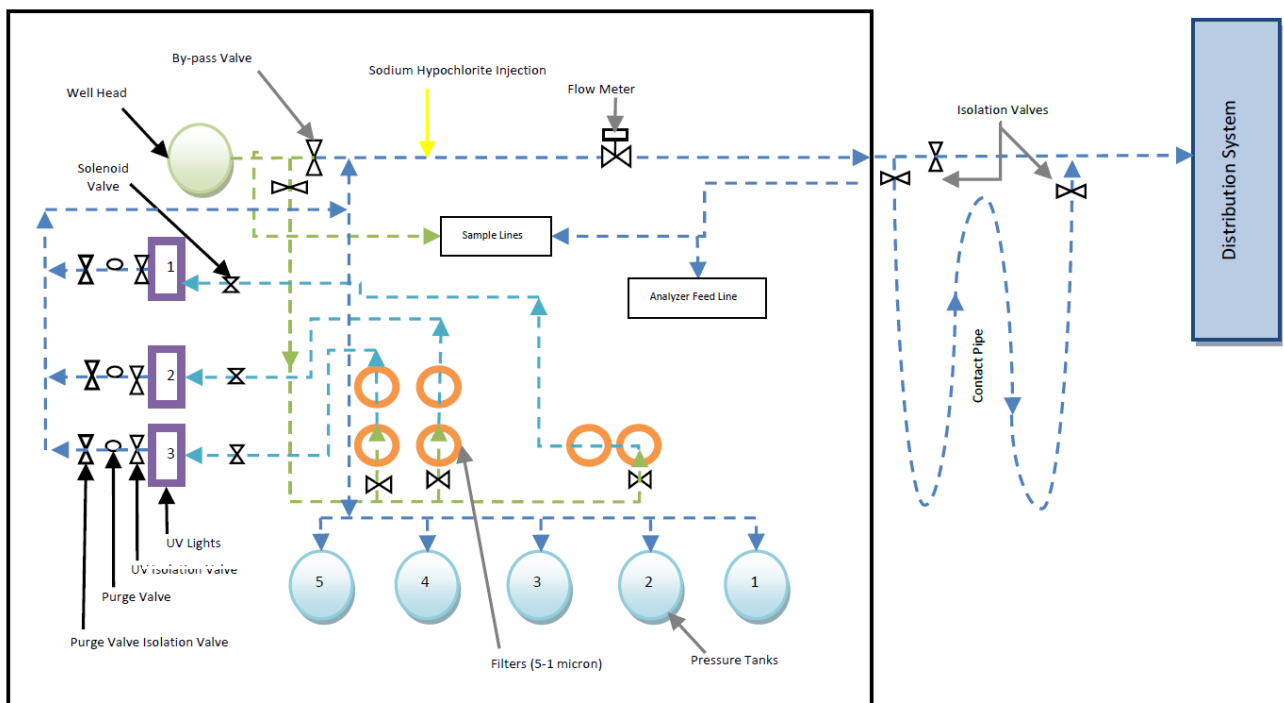 By-pass Valve
Sodium Hypochlorite Injection
Flow Meter
Well Head
Isolation Valves
Solenoid
Valve
Distribution System
Sample Lines
1
Analyzer Feed Line
Contact Pipe
2
3
UV Lights
UV Isolation Valve
Purge Valve
Purge Valve Isolation Valve
5
4
3
2
1
Filters (5-1 micron)
Pressure Tanks